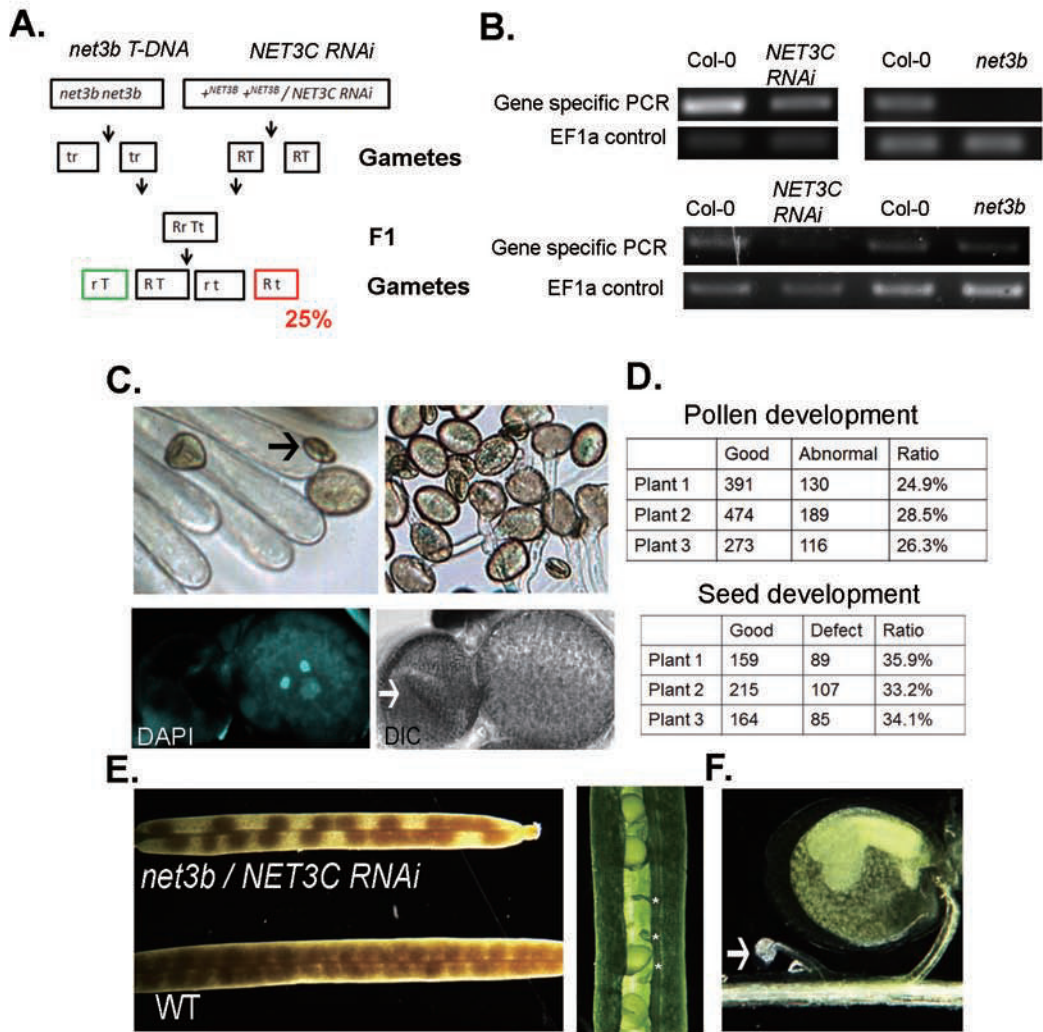 A.
net3b T-DNA NET3C RNAi
net3b net3b +NET3B +NET3B / NET3C RNAi
tr tr RT RT Gametes
Rr Tt F1
r T R T r t R t Gametes
25%
B.
Col-0 NET3C RNAi Col-0 net3b
Gene specific PCR
EF1a control
Col-0 NET3C RNAi Col-0 net3b
Gene specific PCR
EF1a control
C.
DAPI DIC
D.
Pollen development
Good Abnormal Ratio
Plant 1 391 130 24.9%
Plant 2 474 189 28.5%
Plant 3 273 116 26.3%
Seed development
Good Defect Ratio
Plant 1 159 89 35.9%
Plant 2 215 107 33.2%
Plant 3 164 85 34.1%
E.
net3b / NET3C RNAi
WT
*
*
*
F.